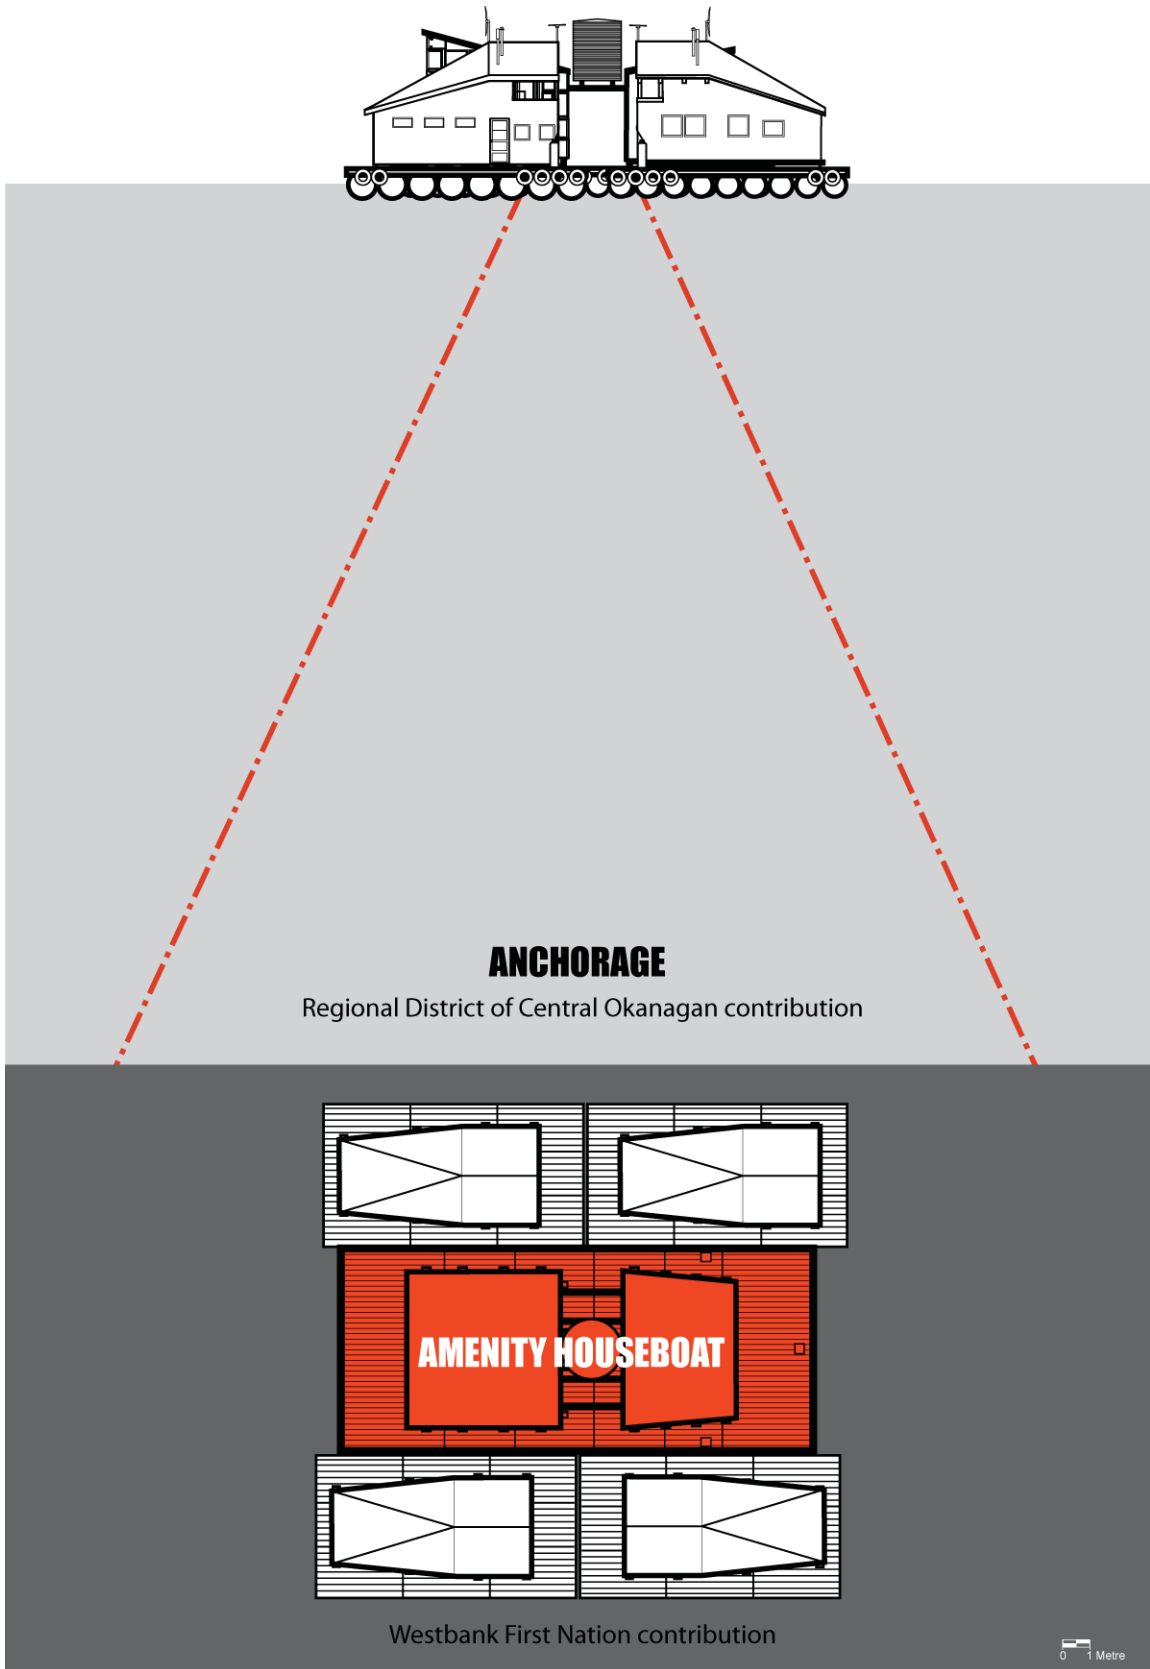 ANCHORAGE
Regional District of Central Okanagan contribution
AMENITY HOUSEBOAT
Westbank First Nation contribution
0 1 Metre